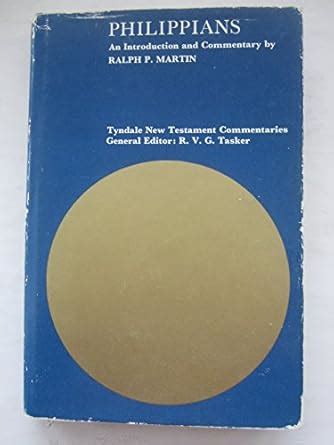 PHILIPPIANS
An Introduction and Commentary by
RALPH P. MARTIN
Tyndale New Testament Commentaries
General Editor: R. V. G. Tasker